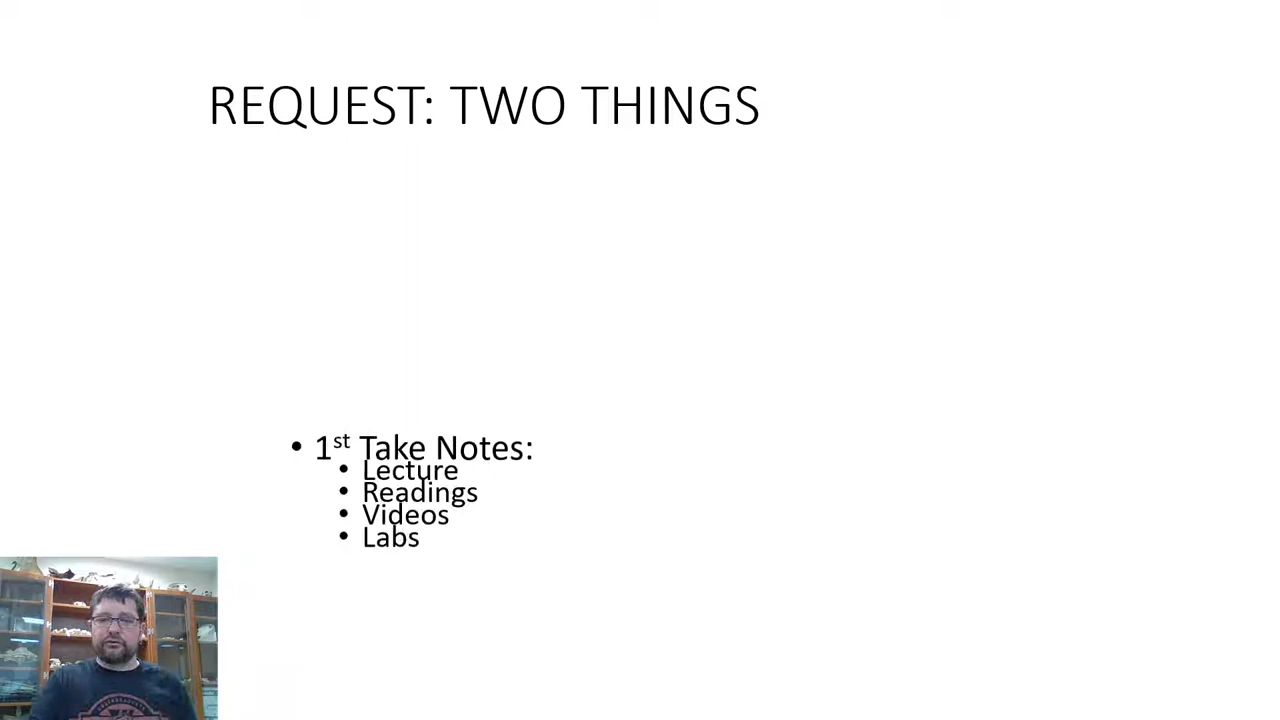 REQUEST: TWO THINGS
• 1st Take Notes:
• Lecture
• Readings
• Videos
• Labs